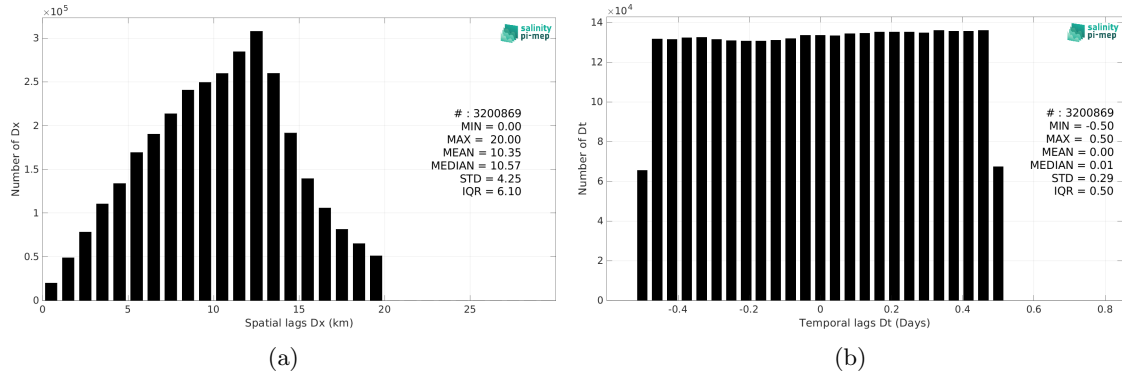 ×10⁵
3
2.5
2
1.5
1
0.5
0
Number of Dx
0 5 10 15 20 25
Spatial lags Dx (km)
salinity
pi-mep
# : 3200869
MIN = 0.00
MAX = 20.00
MEAN = 10.35
MEDIAN = 10.57
STD = 4.25
IQR = 6.10
(a)
×10⁴
14
12
10
8
6
4
2
0
Number of Dt
-0.4 -0.2 0 0.2 0.4 0.6 0.8
Temporal lags Dt (Days)
salinity
pi-mep
# : 3200869
MIN = -0.50
MAX = 0.50
MEAN = 0.00
MEDIAN = 0.01
STD = 0.29
IQR = 0.50
(b)